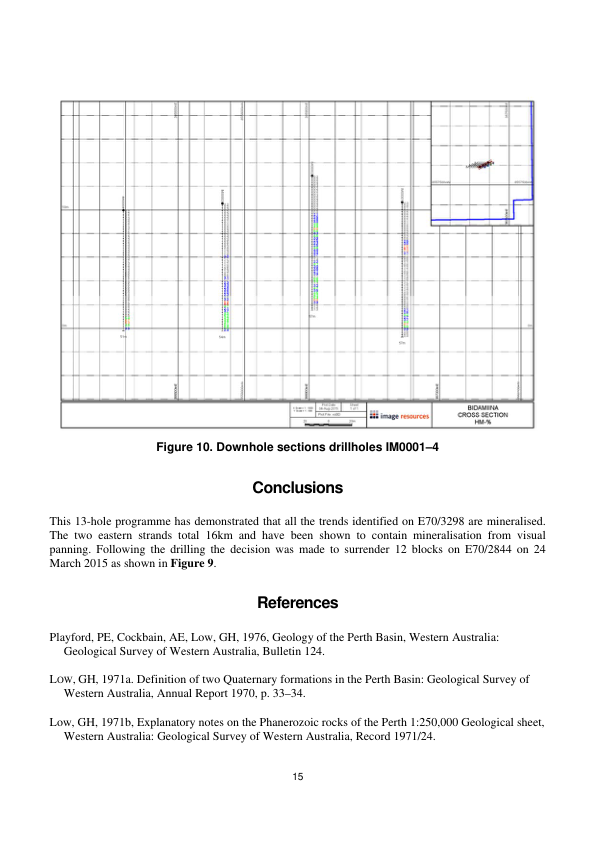 image resources
BIDAMIINA
CROSS SECTION
HM-%
Figure 10. Downhole sections drillholes IM0001–4
Conclusions
This 13-hole programme has demonstrated that all the trends identified on E70/3298 are mineralised.
The two eastern strands total 16km and have been shown to contain mineralisation from visual
panning. Following the drilling the decision was made to surrender 12 blocks on E70/2844 on 24
March 2015 as shown in Figure 9.
References
Playford, PE, Cockbain, AE, Low, GH, 1976, Geology of the Perth Basin, Western Australia:
Geological Survey of Western Australia, Bulletin 124.
Low, GH, 1971a. Definition of two Quaternary formations in the Perth Basin: Geological Survey of
Western Australia, Annual Report 1970, p. 33–34.
Low, GH, 1971b, Explanatory notes on the Phanerozoic rocks of the Perth 1:250,000 Geological sheet,
Western Australia: Geological Survey of Western Australia, Record 1971/24.
15